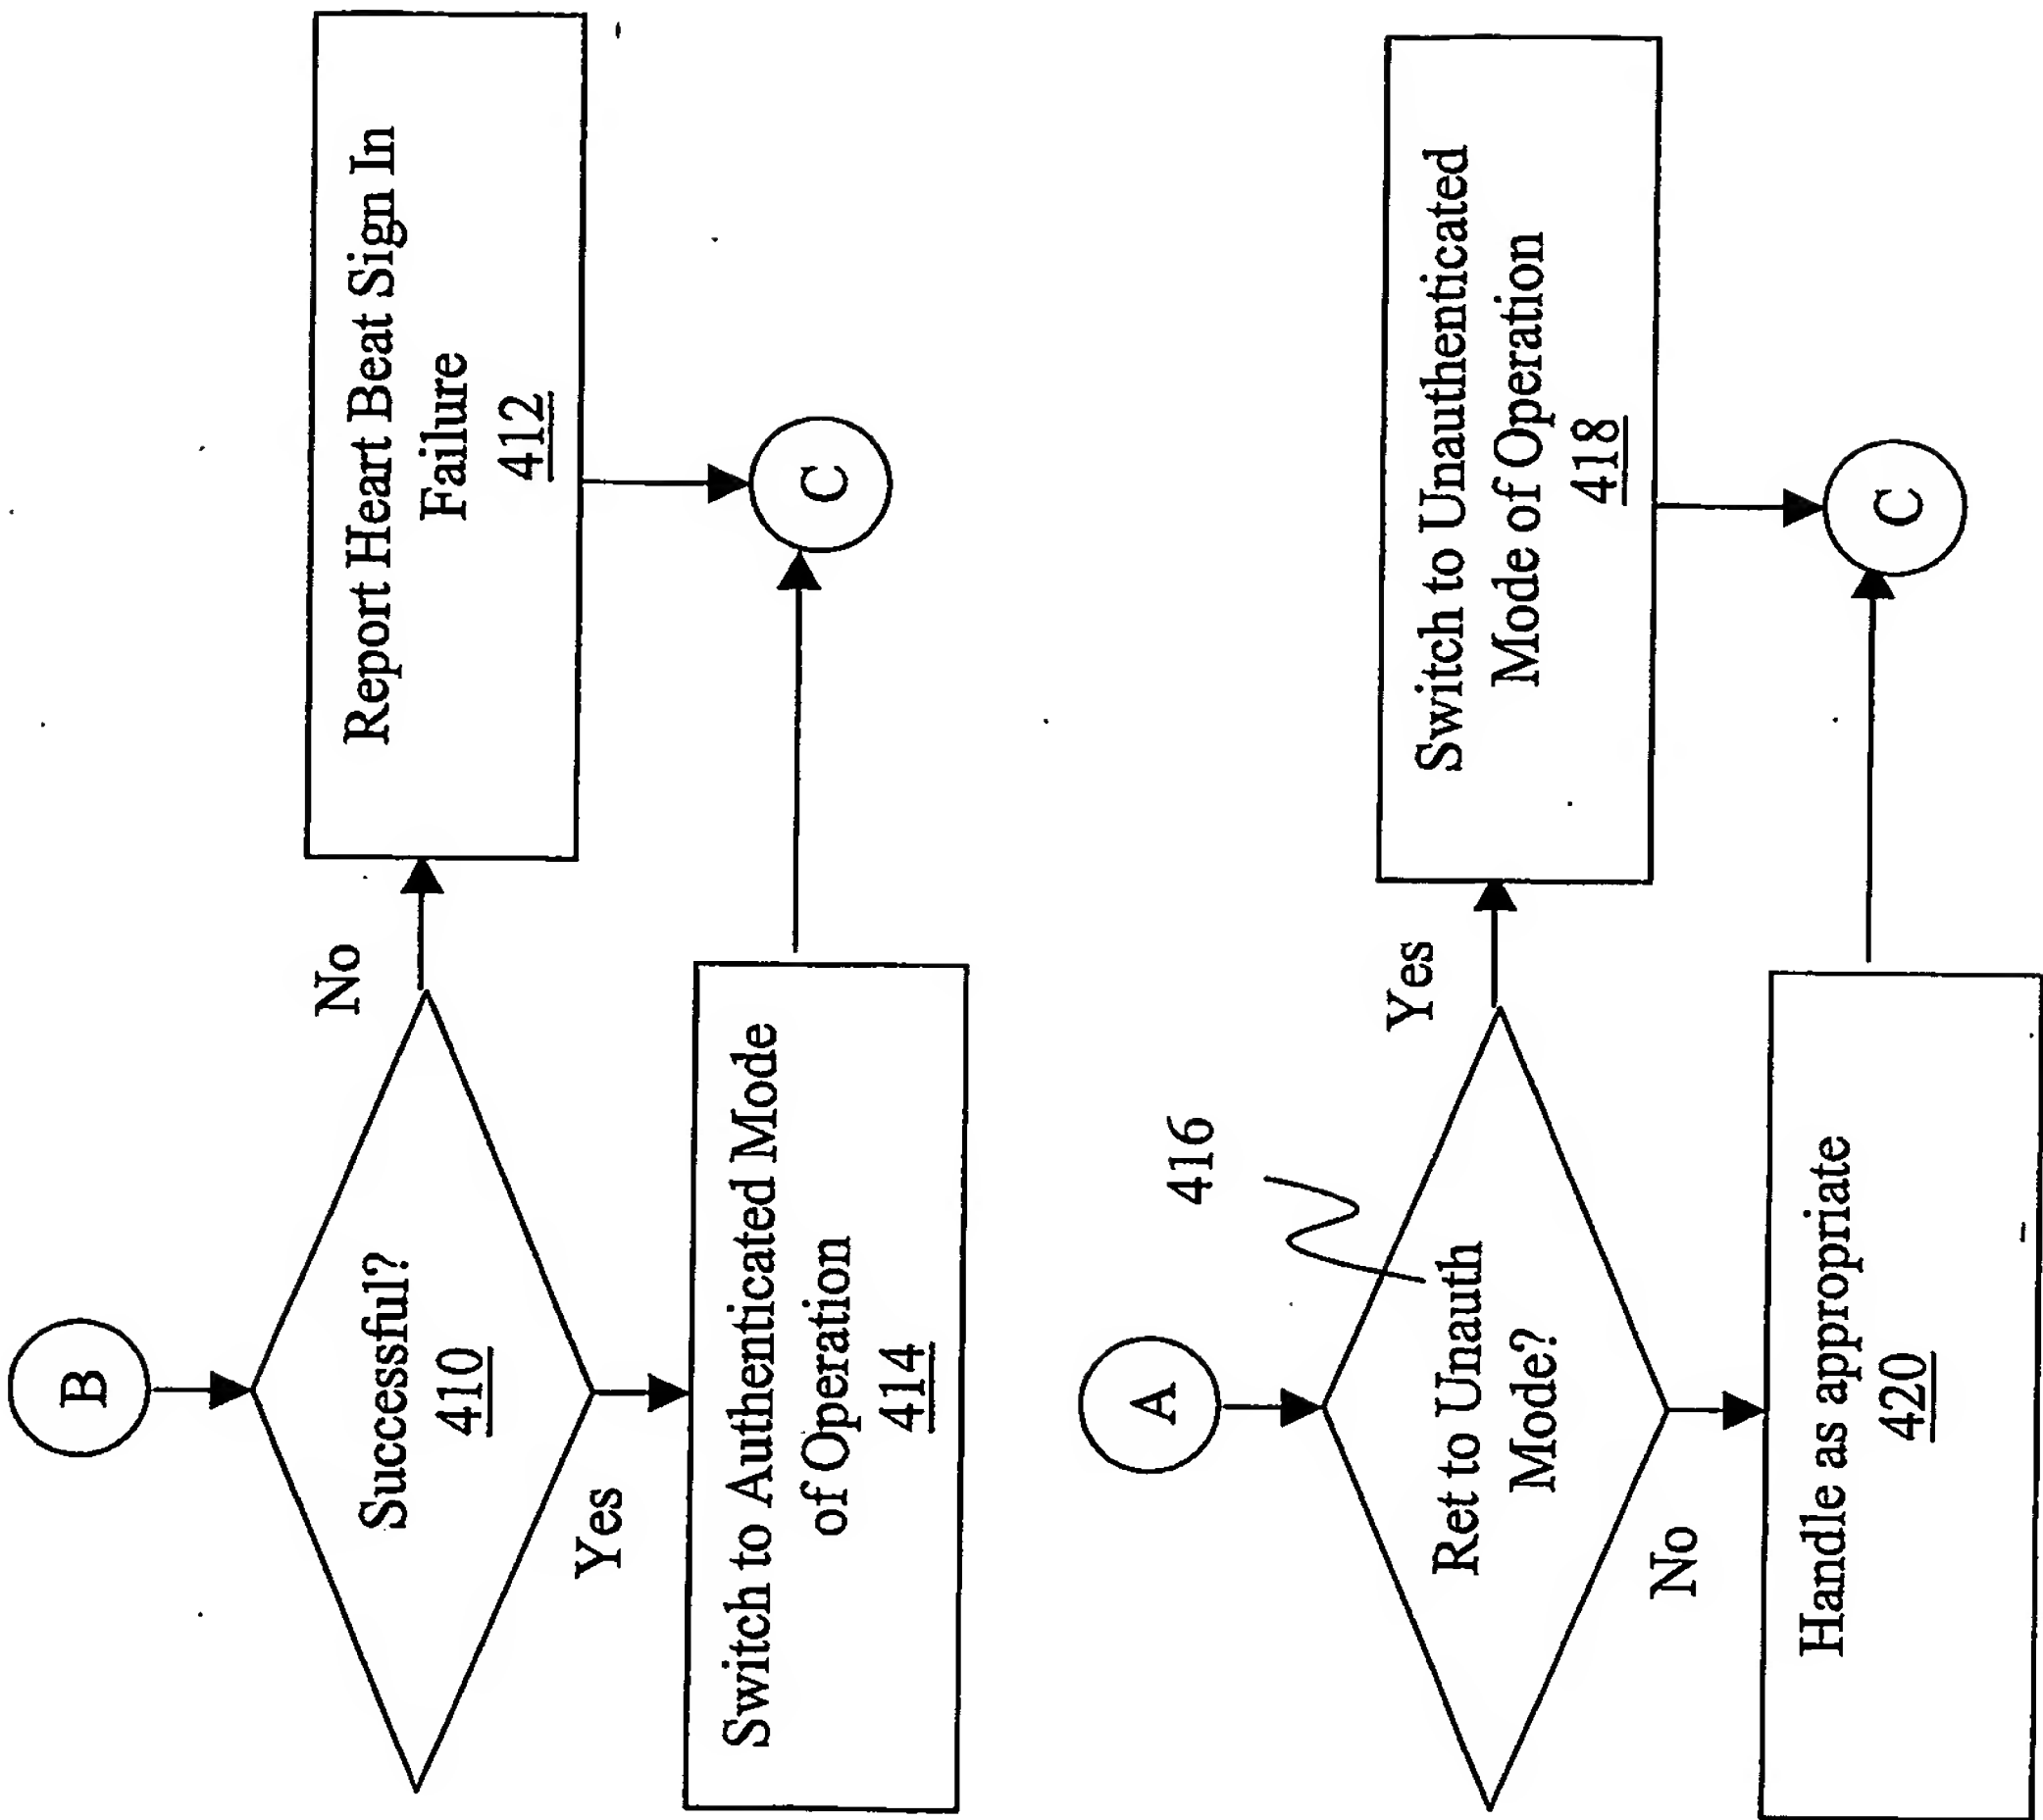 B
Successful?
410
No
Report Heart Beat Sign In
Failure
412
Yes
Switch to Authenticated Mode
of Operation
414
C
A
416
Ret to Unauth
Mode?
Yes
Switch to Unauthenticated
Mode of Operation
418
No
Handle as appropriate
420
C